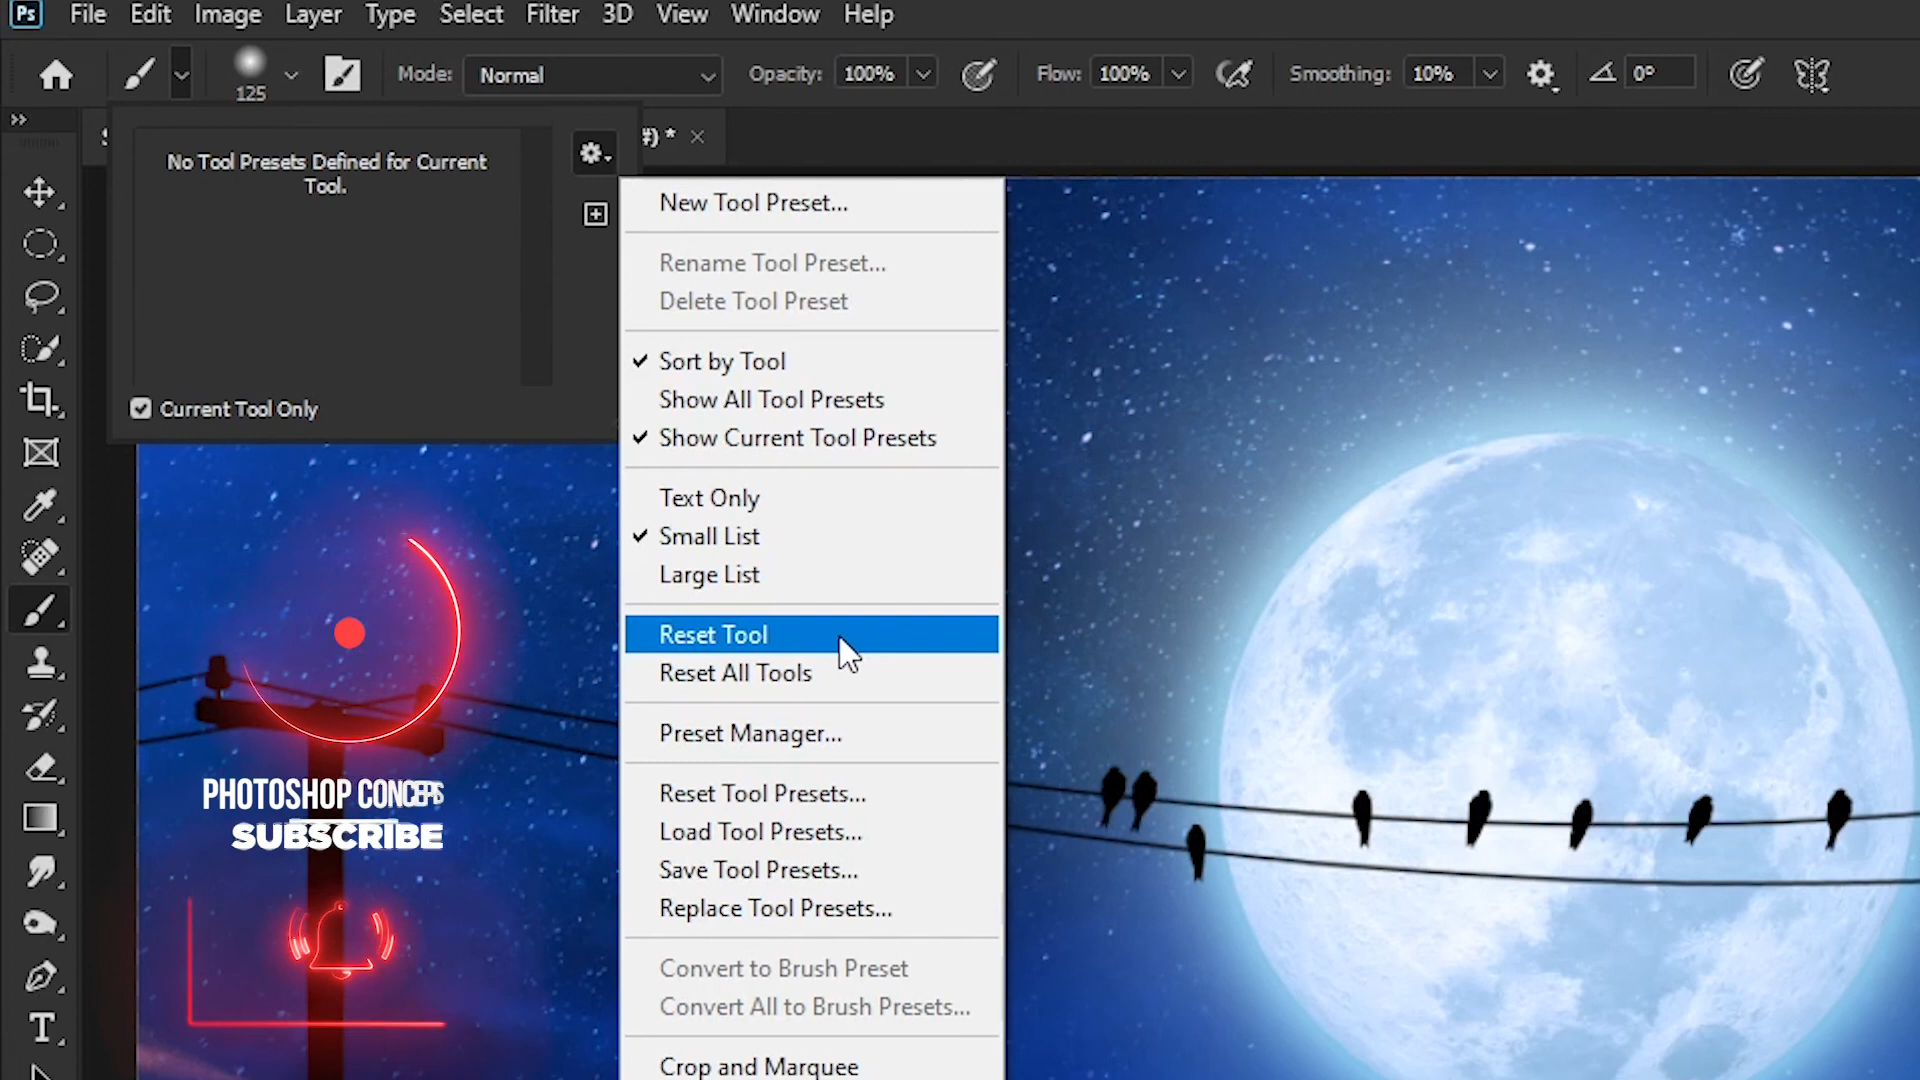 Ps File Edit Image Layer Type Select Filter 3D View Window Help
125 Mode: Normal Opacity: 100% Flow: 100% Smoothing: 10% 0°
#) * ×
No Tool Presets Defined for Current
Tool.
Current Tool Only
New Tool Preset...
Rename Tool Preset...
Delete Tool Preset
Sort by Tool
Show All Tool Presets
Show Current Tool Presets
Text Only
Small List
Large List
Reset Tool
Reset All Tools
Preset Manager...
Reset Tool Presets...
Load Tool Presets...
Save Tool Presets...
Replace Tool Presets...
Convert to Brush Preset
Convert All to Brush Presets...
Crop and Marquee
PHOTOSHOP CONCEPS
SUBSCRIBE